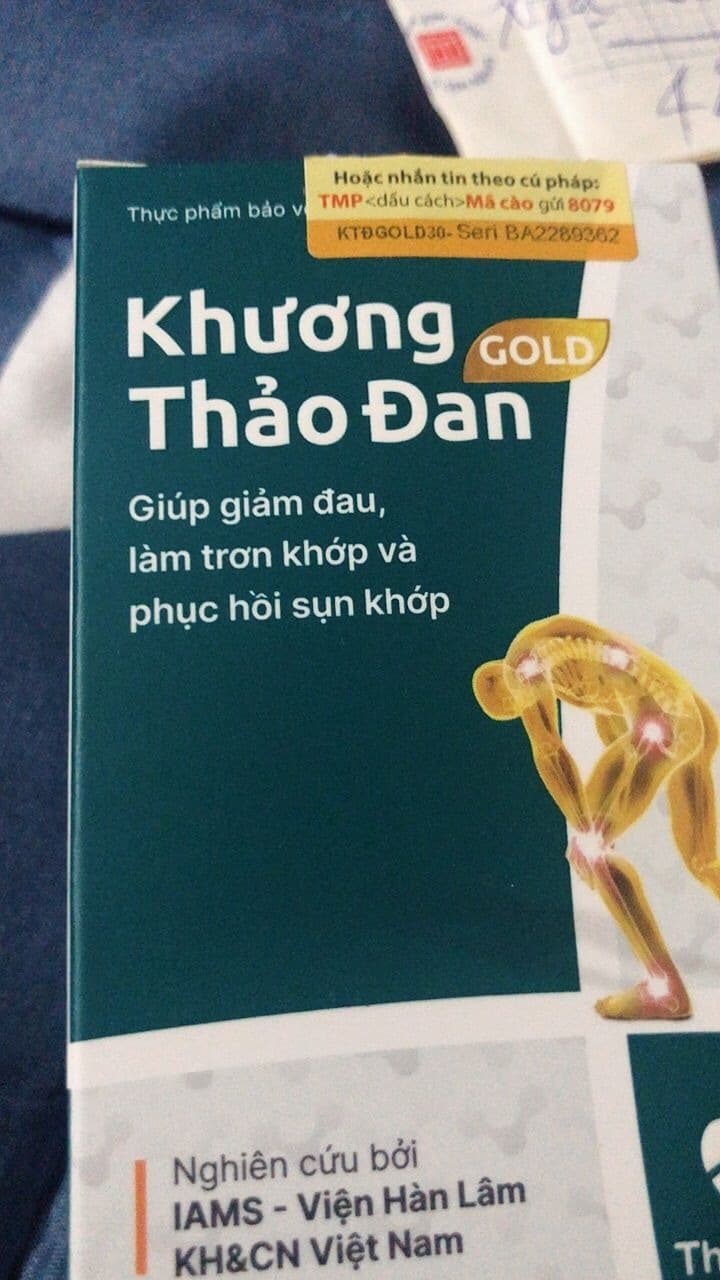 Hoặc nhắn tin theo cú pháp:
TMP<dấu cách>Mã cào gửi 8079
KTĐGOLD30- Seri BA2289362
Thực phẩm bảo
Khương
Thảo Đan
GOLD
Giúp giảm đau,
làm trơn khớp và
phục hồi sụn khớp
Nghiên cứu bởi
IAMS - Viện Hàn Lâm
KH&CN Việt Nam
Th